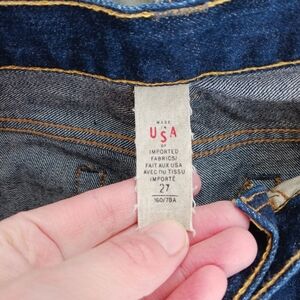 MADE
IN
USA
OF
IMPORTED
FABRICS/
FAIT AUX USA
AVEC DU TISSU
IMPORTÉ
27
160/78A